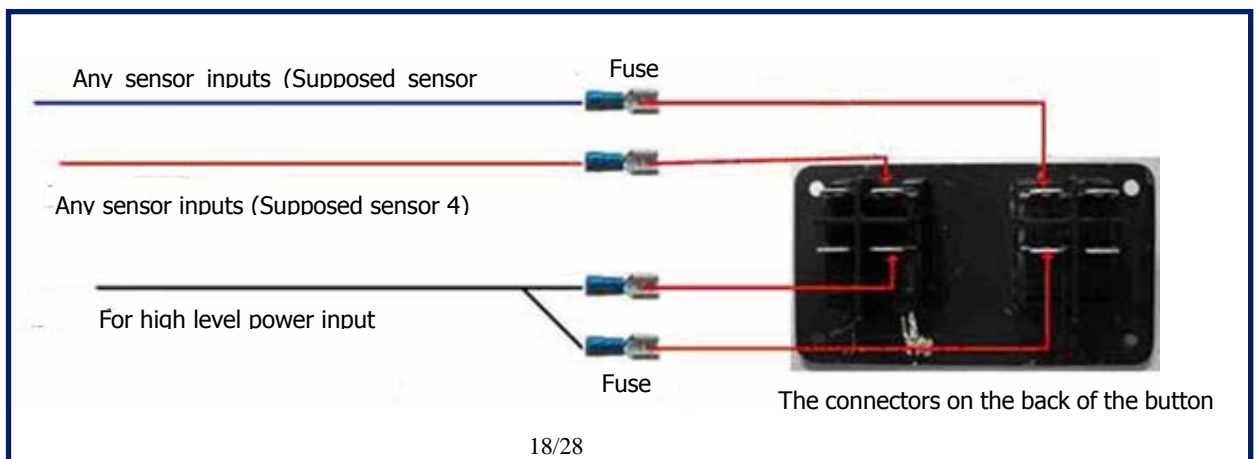 Any sensor inputs (Supposed sensor
Fuse
Any sensor inputs (Supposed sensor 4)
For high level power input
Fuse
The connectors on the back of the button
18/28